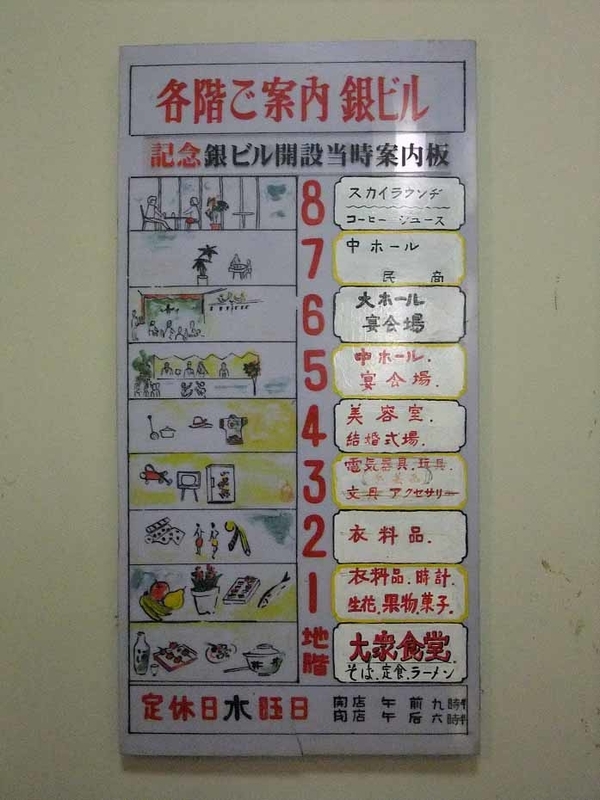 各階ご案内 銀ビル
記念銀ビル開設当時案内板
8
スカイラウンヂ
コーヒー ジュース
7
中ホール
民 商
6
大ホール
宴会場
5
中ホール.
宴会場.
4
美容室.
結婚式場.
3
電気器具.玩具
文具 アクセサリー
2
衣料品.
1
衣料品.時計.
生花.果物.菓子.
地階
大衆食堂
そば.定食.ラーメン
定休日水曜日
開店 午前九時半
閉店 午后六時半